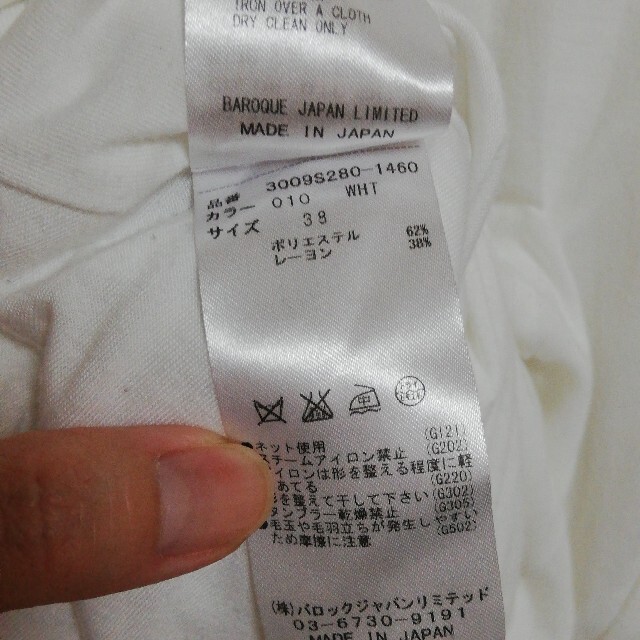 IRON OVER A CLOTH
DRY CLEAN ONLY
BAROQUE JAPAN LIMITED
MADE IN JAPAN
品番 3009S280-1460
カラー 010 WHT
サイズ 38
ポリエステル 62%
レーヨン 38%
ネット使用 (G121)
スチームアイロン禁止 (G202)
アイロンは形を整える程度に軽
くあてる (G220)
形を整えて干して下さい (G302)
タンブラー乾燥禁止 (G305)
●毛玉や毛羽立ちが発生しやすい
ため摩擦に注意 (G502)
(株)バロックジャパンリミテッド
03-6730-9191
MADE IN JAPAN